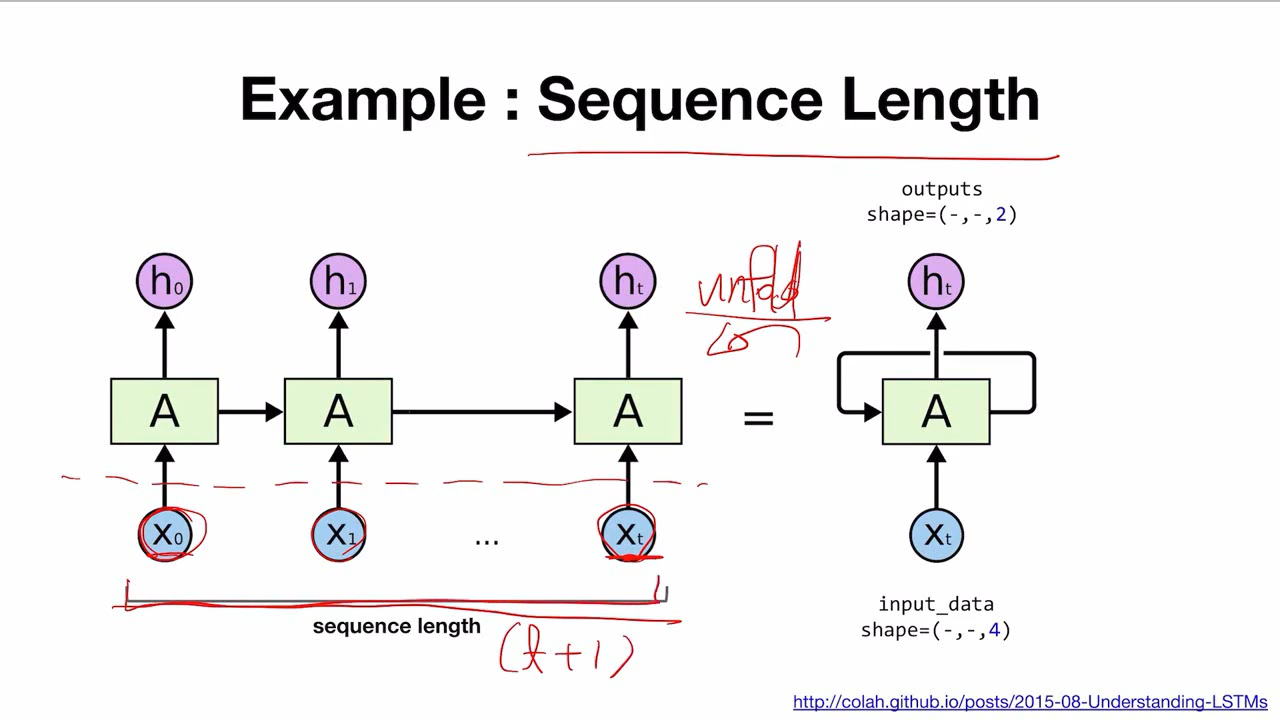 Example : Sequence Length
outputs
shape=(-,-,2)
h₀ h₁ hₜ unfold hₜ
A A A = A
x₀ x₁ ... xₜ xₜ
sequence length
(t+1)
input_data
shape=(-,-,4)
http://colah.github.io/posts/2015-08-Understanding-LSTMs